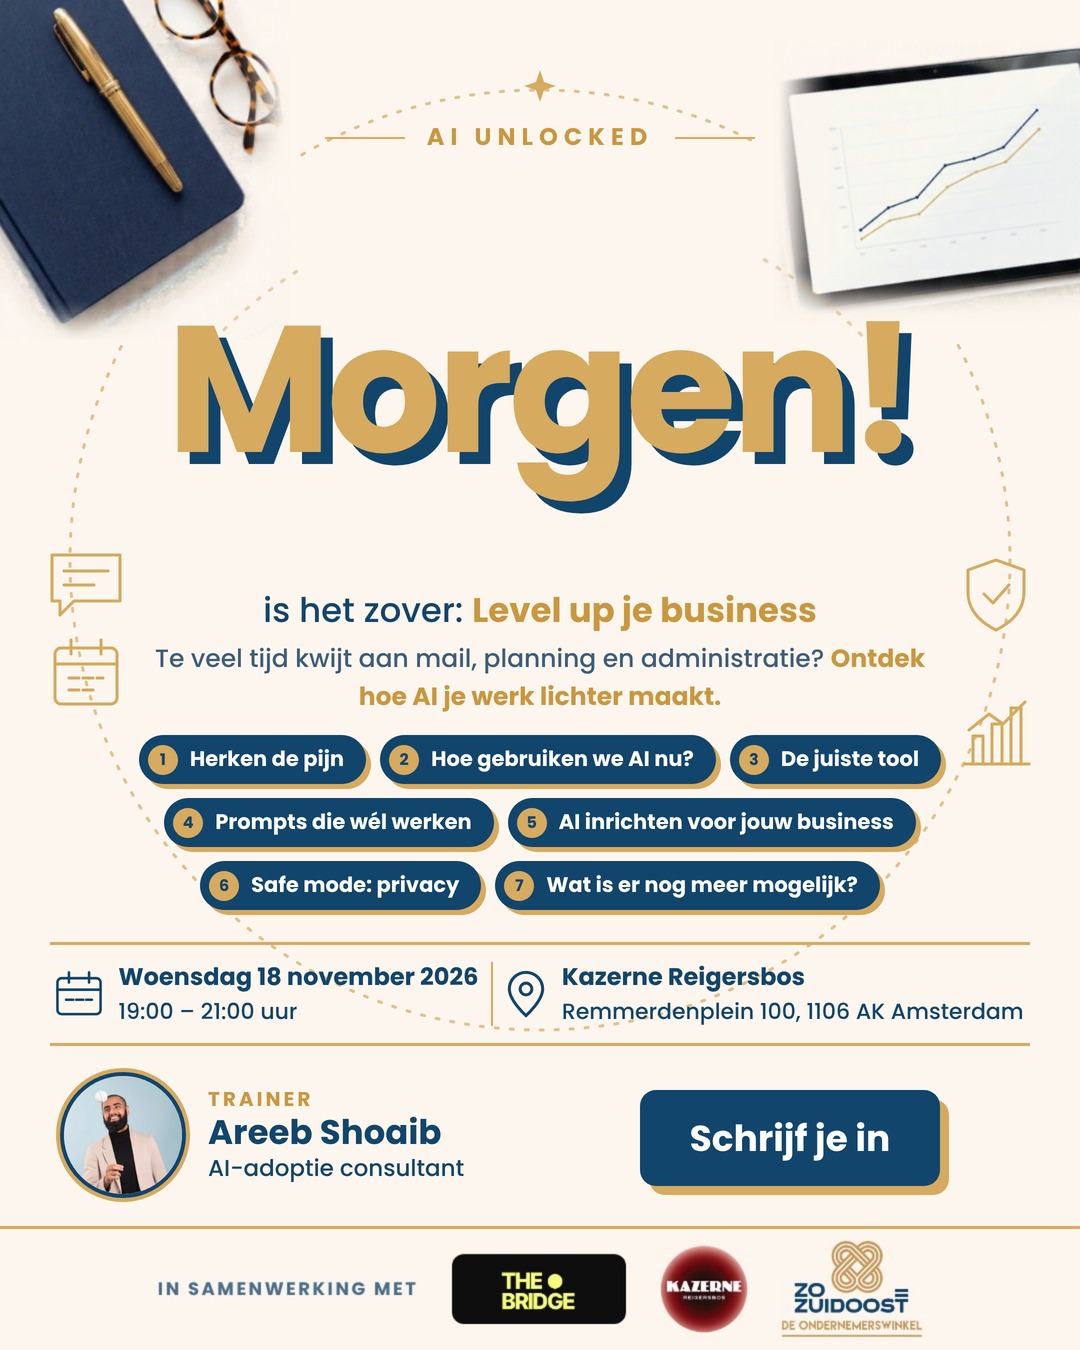 AI UNLOCKED
Morgen!
is het zover: Level up je business
Te veel tijd kwijt aan mail, planning en administratie? Ontdek
hoe AI je werk lichter maakt.
1 Herken de pijn
2 Hoe gebruiken we AI nu?
3 De juiste tool
4 Prompts die wél werken
5 AI inrichten voor jouw business
6 Safe mode: privacy
7 Wat is er nog meer mogelijk?
Woensdag 18 november 2026
19:00 – 21:00 uur
Kazerne Reigersbos
Remmerdenplein 100, 1106 AK Amsterdam
TRAINER
Areeb Shoaib
AI-adoptie consultant
Schrijf je in
IN SAMENWERKING MET
THE
BRIDGE
KAZERNE
REIGERSBOS
ZO
ZUIDOOST
DE ONDERNEMERSWINKEL